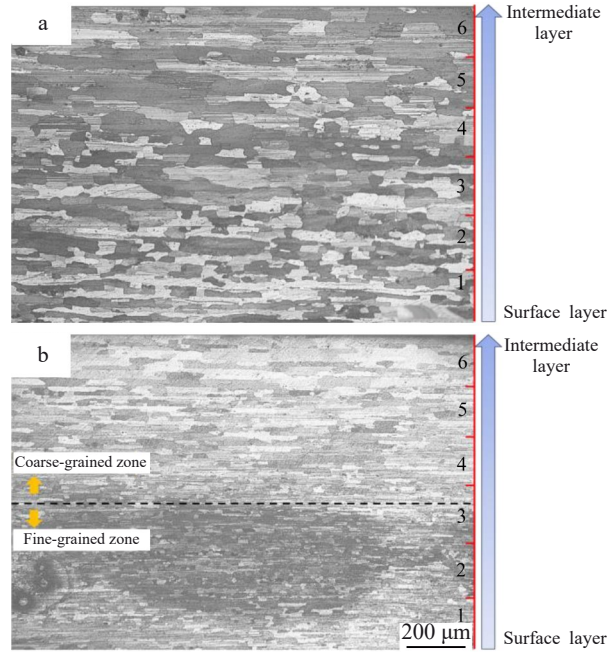 a
6
5
4
3
2
1
Intermediate
layer
Surface layer
b
6
5
4
3
2
1
Coarse-grained zone
Fine-grained zone
200 μm
Intermediate
layer
Surface layer